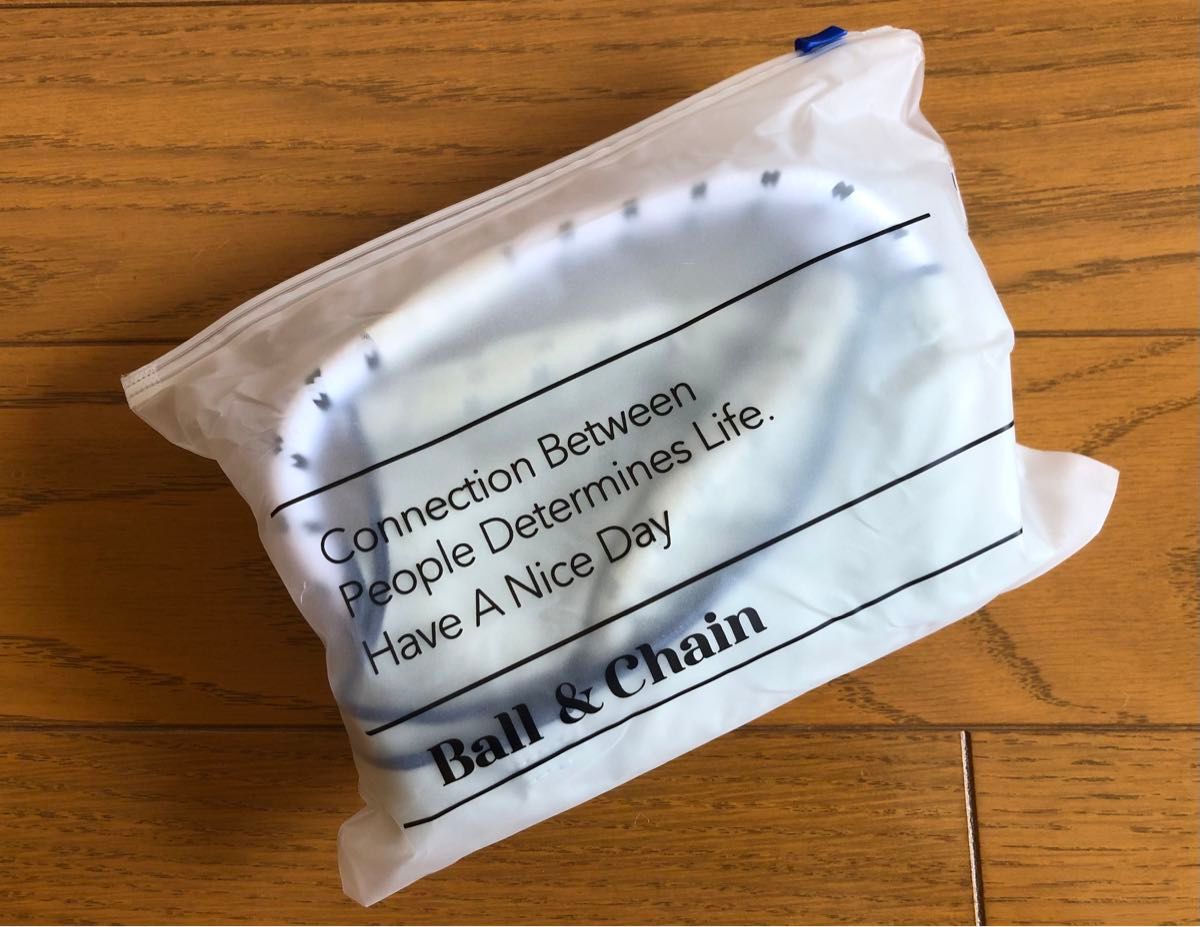 Connection Between
People Determines Life.
Have A Nice Day
Ball & Chain